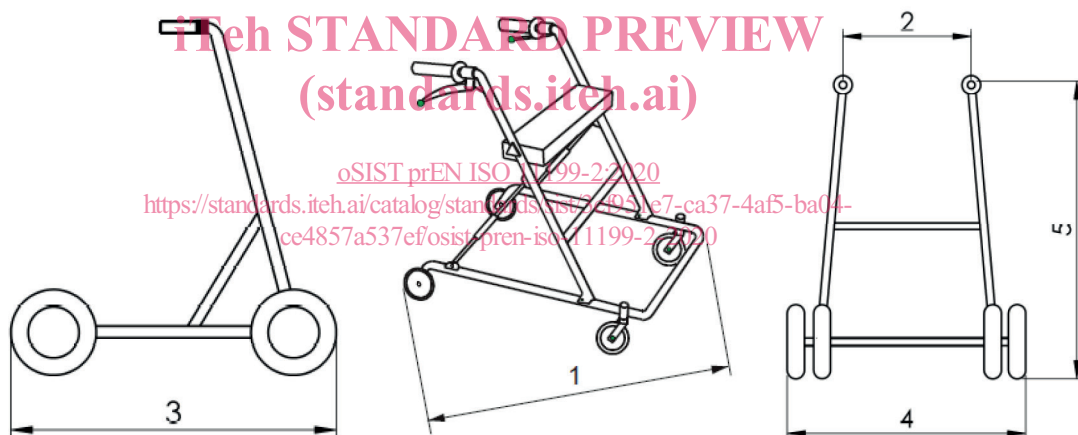 iTeh STANDARD PREVIEW
(standards.iteh.ai)
oSIST prEN ISO 11199-2:2020
https://standards.iteh.ai/catalog/standards/sist/3ef951e7-ca37-4af5-ba04-
ce4857a537ef/osist-pren-iso-11199-2-2020
2
5
1
3
4